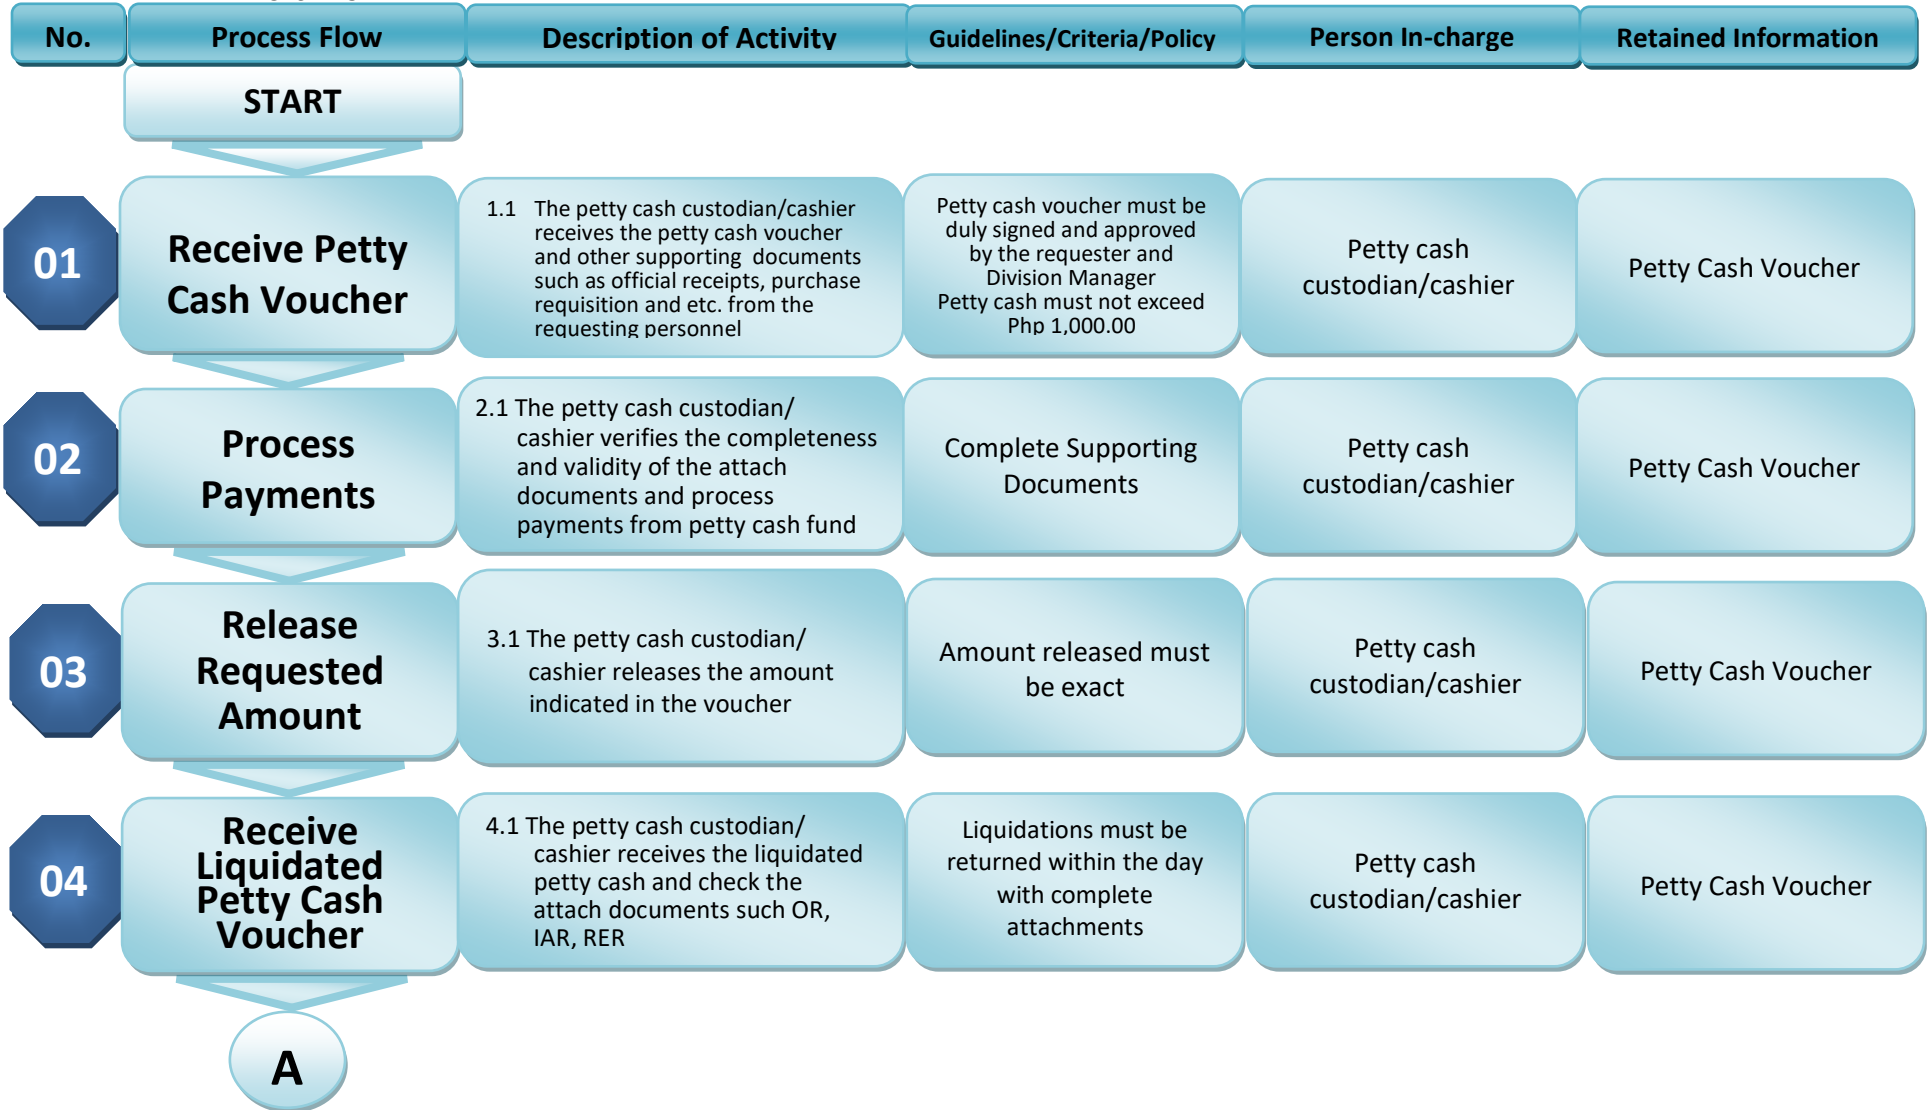 No.
Process Flow
Description of Activity
Guidelines/Criteria/Policy
Person In-charge
Retained Information
START
01
Receive Petty
Cash Voucher
1.1 The petty cash custodian/cashier
receives the petty cash voucher
and other supporting documents
such as official receipts, purchase
requisition and etc. from the
requesting personnel
Petty cash voucher must be
duly signed and approved
by the requester and
Division Manager
Petty cash must not exceed
Php 1,000.00
Petty cash
custodian/cashier
Petty Cash Voucher
02
Process
Payments
2.1 The petty cash custodian/
cashier verifies the completeness
and validity of the attach
documents and process
payments from petty cash fund
Complete Supporting
Documents
Petty cash
custodian/cashier
Petty Cash Voucher
03
Release
Requested
Amount
3.1 The petty cash custodian/
cashier releases the amount
indicated in the voucher
Amount released must
be exact
Petty cash
custodian/cashier
Petty Cash Voucher
04
Receive
Liquidated
Petty Cash
Voucher
4.1 The petty cash custodian/
cashier receives the liquidated
petty cash and check the
attach documents such OR,
IAR, RER
Liquidations must be
returned within the day
with complete
attachments
Petty cash
custodian/cashier
Petty Cash Voucher
A